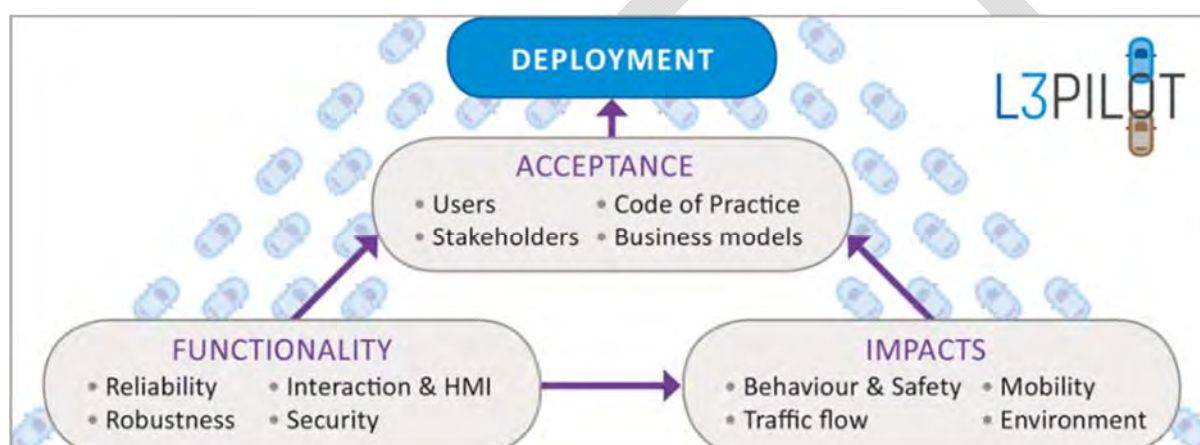 DEPLOYMENT
L3PILOT
ACCEPTANCE
• Users • Code of Practice
• Stakeholders • Business models
FUNCTIONALITY
• Reliability • Interaction & HMI
• Robustness • Security
IMPACTS
• Behaviour & Safety • Mobility
• Traffic flow • Environment